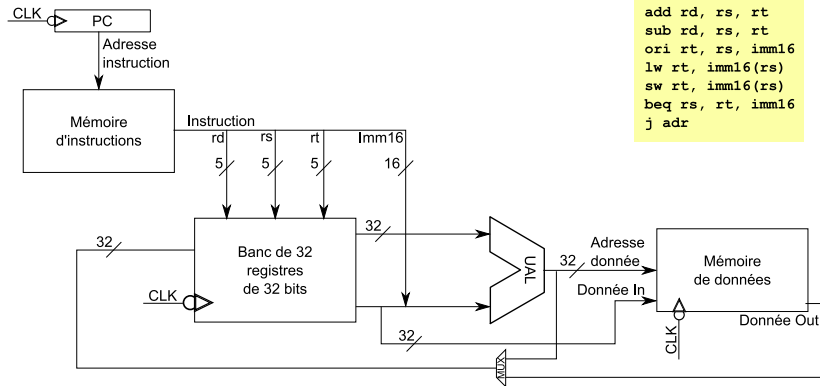 CLK
PC
Adresse
instruction
Mémoire
d'instructions
Instruction
rd
rs
rt
Imm16
5
5
5
16
add rd, rs, rt
sub rd, rs, rt
ori rt, rs, imm16
lw rt, imm16(rs)
sw rt, imm16(rs)
beq rs, rt, imm16
j adr
32
Banc de 32
registres
de 32 bits
CLK
32
UAL
32
Adresse
donnée
Donnée In
Mémoire
de données
Donnée Out
CLK
32
MUX